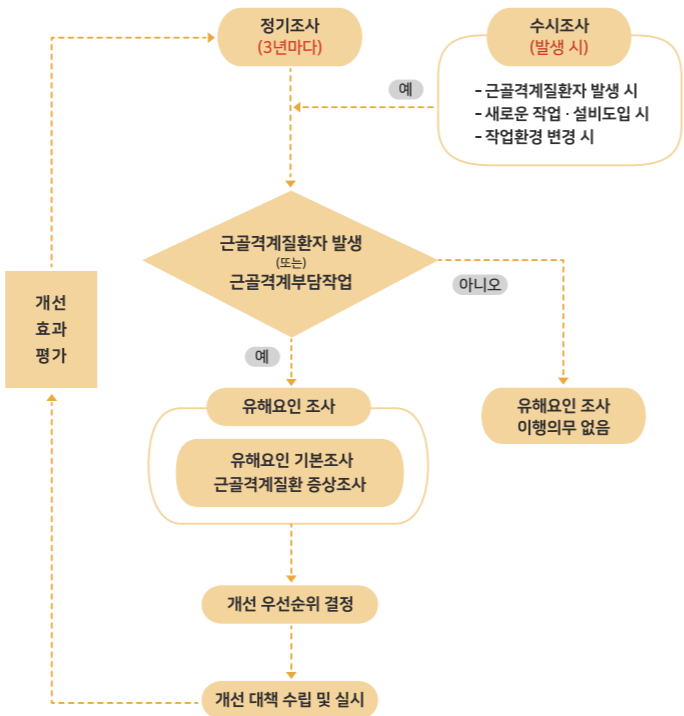 정기조사
(3년마다)
수시조사
(발생 시)
예
- 근골격계질환자 발생 시
- 새로운 작업 · 설비도입 시
- 작업환경 변경 시
근골격계질환자 발생
(또는)
근골격계부담작업
아니오
개선
효과
평가
예
유해요인 조사
유해요인 기본조사
근골격계질환 증상조사
유해요인 조사
이행의무 없음
개선 우선순위 결정
개선 대책 수립 및 실시